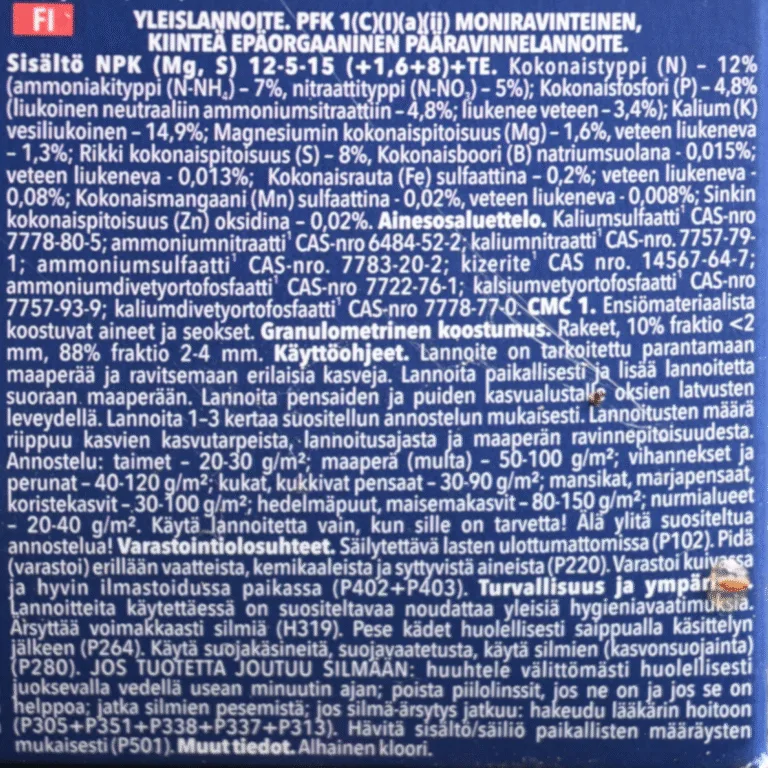 FI
YLEISLANNOITE. PFK 1(C)(I)(a)(ii) MONIRAVINTEINEN,
KIINTEÄ EPÄORGAANINEN PÄÄRAVINNELANNOITE.
Sisältö NPK (Mg, S) 12-5-15 (+1,6+8)+TE. Kokonaistyppi (N) – 12%
(ammoniakityppi (N-NH₄) – 7%, nitraattityppi (N-NO₃) – 5%); Kokonaisfosfori (P) – 4,8%
(liukoinen neutraaliin ammoniumsitraattiin – 4,8%; liukenee veteen – 3,4%); Kalium (K)
vesiliukoinen – 14,9%; Magnesiumin kokonaispitoisuus (Mg) – 1,6%, veteen liukeneva
– 1,3%; Rikki kokonaispitoisuus (S) – 8%, Kokonaisboori (B) natriumsuolana - 0,015%;
veteen liukeneva - 0,013%; Kokonaisrauta (Fe) sulfaattina – 0,2%; veteen liukeneva -
0,08%; Kokonaismangaani (Mn) sulfaattina - 0,02%, veteen liukeneva - 0,008%; Sinkin
kokonaispitoisuus (Zn) oksidina – 0,02%. Ainesosaluettelo. Kaliumsulfaatti¹ CAS-nro
7778-80-5; ammoniumnitraatti¹ CAS-nro 6484-52-2; kaliumnitraatti¹ CAS-nro. 7757-79-
1; ammoniumsulfaatti¹ CAS-nro. 7783-20-2; kizerite¹ CAS nro. 14567-64-7;
ammoniumdivetyortofosfaatti¹ CAS-nro 7722-76-1; kalsiumvetyortofosfaatti¹ CAS-nro
7757-93-9; kaliumdivetyortofosfaatti¹ CAS-nro 7778-77-0. CMC 1. Ensiömateriaalista
koostuvat aineet ja seokset. Granulometrinen koostumus. Rakeet, 10% fraktio <2
mm, 88% fraktio 2-4 mm. Käyttöohjeet. Lannoite on tarkoitettu parantamaan
maaperää ja ravitsemaan erilaisia kasveja. Lannoita paikallisesti ja lisää lannoitetta
suoraan maaperään. Lannoita pensaiden ja puiden kasvualustalle oksien latvusten
leveydellä. Lannoita 1–3 kertaa suositellun annostelun mukaisesti. Lannoitusten määrä
riippuu kasvien kasvutarpeista, lannoitusajasta ja maaperän ravinnepitoisuudesta.
Annostelu: taimet – 20-30 g/m²; maaperä (multa) – 50-100 g/m²; vihannekset ja
perunat – 40-120 g/m²; kukat, kukkivat pensaat – 30-90 g/m²; mansikat, marjapensaat,
koristekasvit – 30-100 g/m²; hedelmäpuut, maisemakasvit – 80-150 g/m²; nurmialueet
– 20-40 g/m². Käytä lannoitetta vain, kun sille on tarvetta! Älä ylitä suositeltua
annostelua! Varastointiolosuhteet. Säilytettävä lasten ulottumattomissa (P102). Pidä
(varastoi) erillään vaatteista, kemikaaleista ja syttyvistä aineista (P220). Varastoi
ja hyvin ilmastoidussa paikassa (P402+P403). Turvallisuus ja
Lannoitteita käytettäessä on suositeltavaa noudattaa yleisiä
Ärsyttää voimakkaasti silmiä (H319). Pese kädet huolellisesti saippualla käsittelyn
jälkeen (P264). Käytä suojakäsineitä, suojavaatetusta, käytä silmien (kasvonsuojainta)
(P280). JOS TUOTETTA JOUTUU SILMÄÄN: huuhtele välittömästi huolellisesti
juoksevalla vedellä usean minuutin ajan; poista piilolinssit, jos ne on ja jos se on
helppoa; jatka silmien pesemistä; jos silmä-ärsytys jatkuu: hakeudu lääkärin hoitoon
(P305+P351+P338+P337+P313). Hävitä sisältö/säiliö paikallisten määräysten
mukaisesti (P501). Muut tiedot. Alhainen kloori.